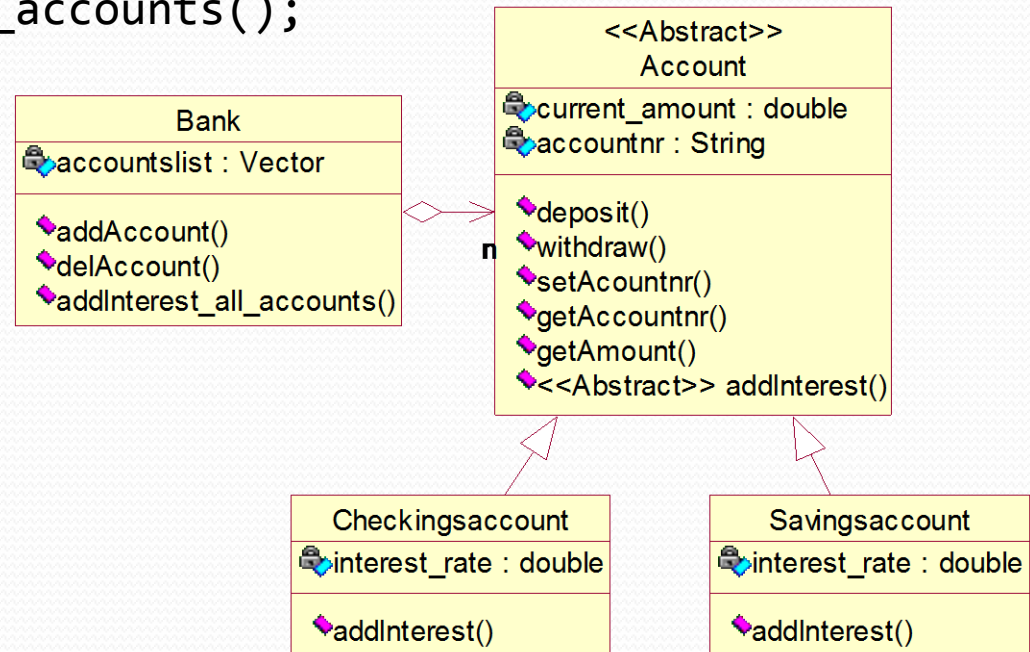 _accounts();
<<Abstract>>
Account
current_amount : double
accountnr : String
deposit()
withdraw()
setAcountnr()
getAccountnr()
getAmount()
<<Abstract>> addInterest()
Bank
accountslist : Vector
addAccount()
delAccount()
addInterest_all_accounts()
n
Checkingsaccount
interest_rate : double
addInterest()
Savingsaccount
interest_rate : double
addInterest()